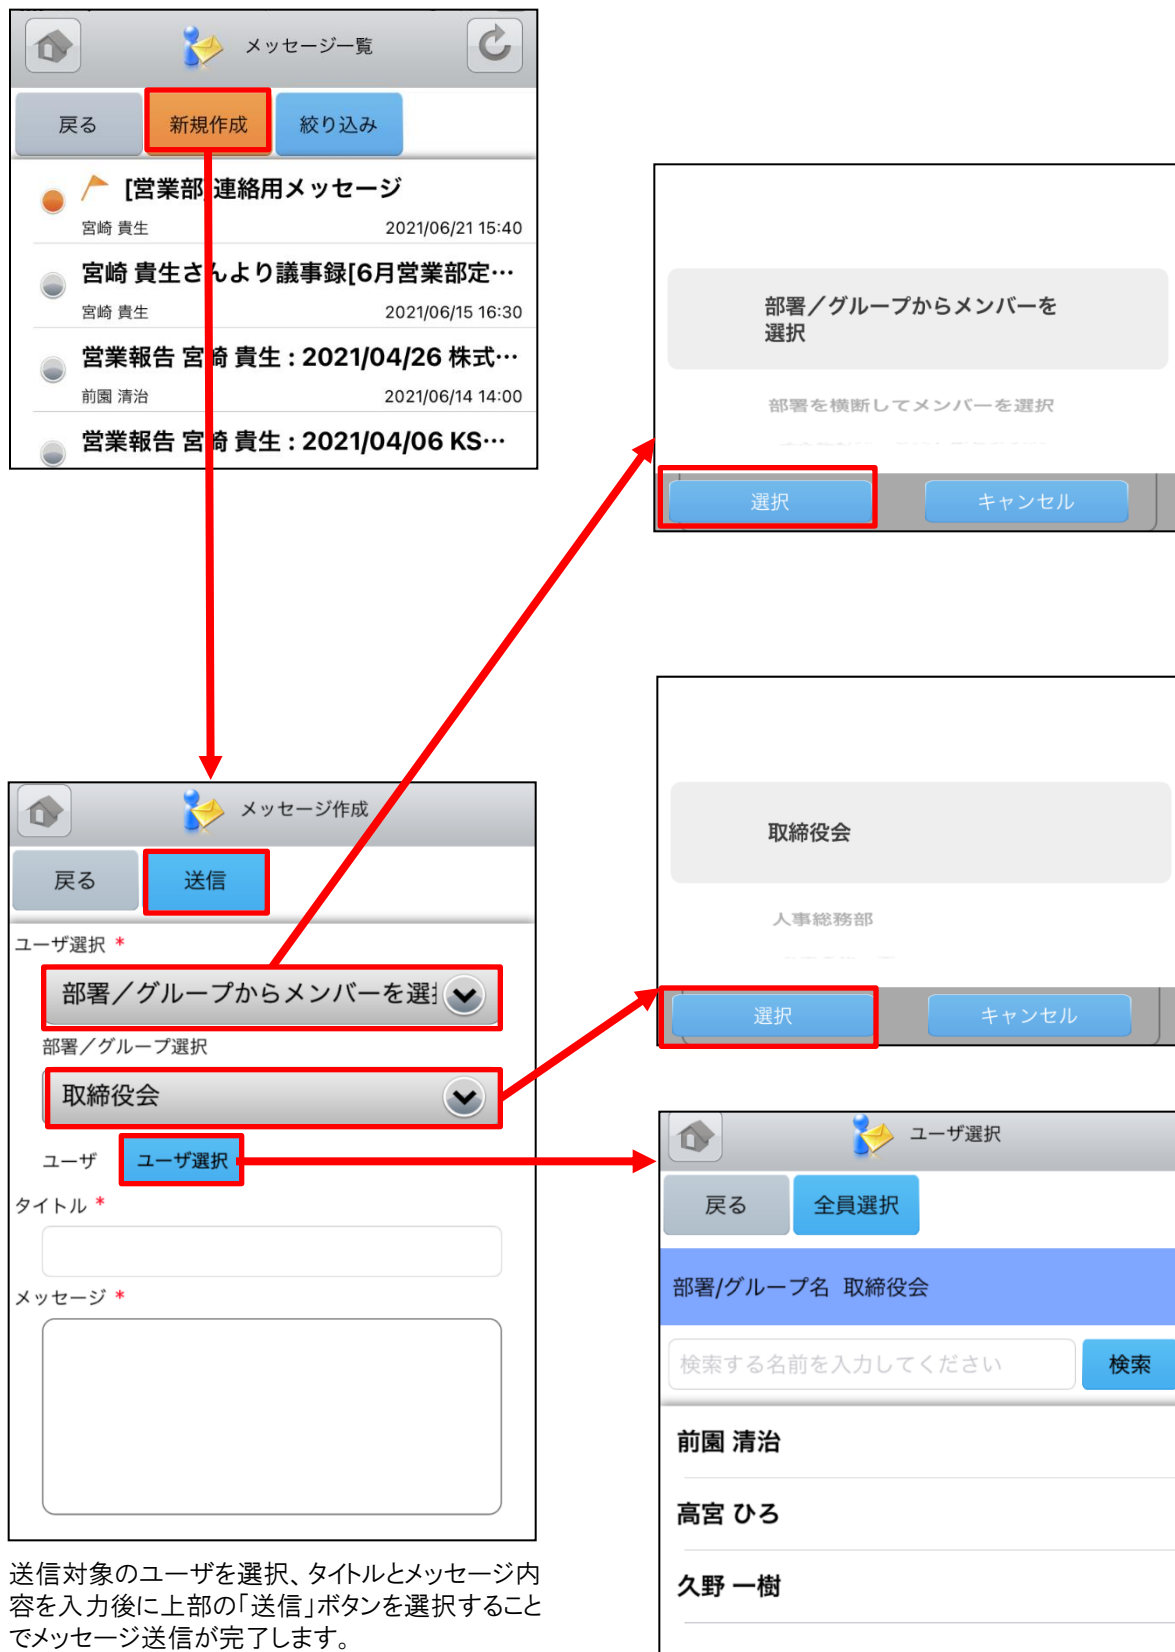 メッセージ一覧
戻る
新規作成
絞り込み
[営業部]連絡用メッセージ
宮崎 貴生
2021/06/21 15:40
宮崎 貴生さんより議事録[6月営業部定…
宮崎 貴生
2021/06/15 16:30
営業報告 宮崎 貴生 : 2021/04/26 株式…
前園 清治
2021/06/14 14:00
営業報告 宮崎 貴生 : 2021/04/06 KS…
部署／グループからメンバーを
選択
部署を横断してメンバーを選択
選択
キャンセル
メッセージ作成
戻る
送信
ユーザ選択 *
部署／グループからメンバーを選
部署／グループ選択
取締役会
ユーザ
ユーザ選択
タイトル *
メッセージ *
送信対象のユーザを選択、タイトルとメッセージ内
容を入力後に上部の「送信」ボタンを選択すること
でメッセージ送信が完了します。
取締役会
人事総務部
選択
キャンセル
ユーザ選択
戻る
全員選択
部署/グループ名 取締役会
検索する名前を入力してください
検索
前園 清治
高宮 ひろ
久野 一樹